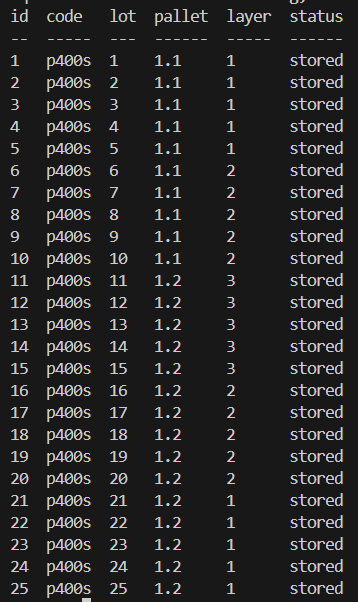 id  code   lot  pallet  layer  status
--  -----  ---  ------  -----  ------
1   p400s  1    1.1     1      stored
2   p400s  2    1.1     1      stored
3   p400s  3    1.1     1      stored
4   p400s  4    1.1     1      stored
5   p400s  5    1.1     1      stored
6   p400s  6    1.1     2      stored
7   p400s  7    1.1     2      stored
8   p400s  8    1.1     2      stored
9   p400s  9    1.1     2      stored
10  p400s  10   1.1     2      stored
11  p400s  11   1.2     3      stored
12  p400s  12   1.2     3      stored
13  p400s  13   1.2     3      stored
14  p400s  14   1.2     3      stored
15  p400s  15   1.2     3      stored
16  p400s  16   1.2     2      stored
17  p400s  17   1.2     2      stored
18  p400s  18   1.2     2      stored
19  p400s  19   1.2     2      stored
20  p400s  20   1.2     2      stored
21  p400s  21   1.2     1      stored
22  p400s  22   1.2     1      stored
23  p400s  23   1.2     1      stored
24  p400s  24   1.2     1      stored
25  p400s  25   1.2     1      stored